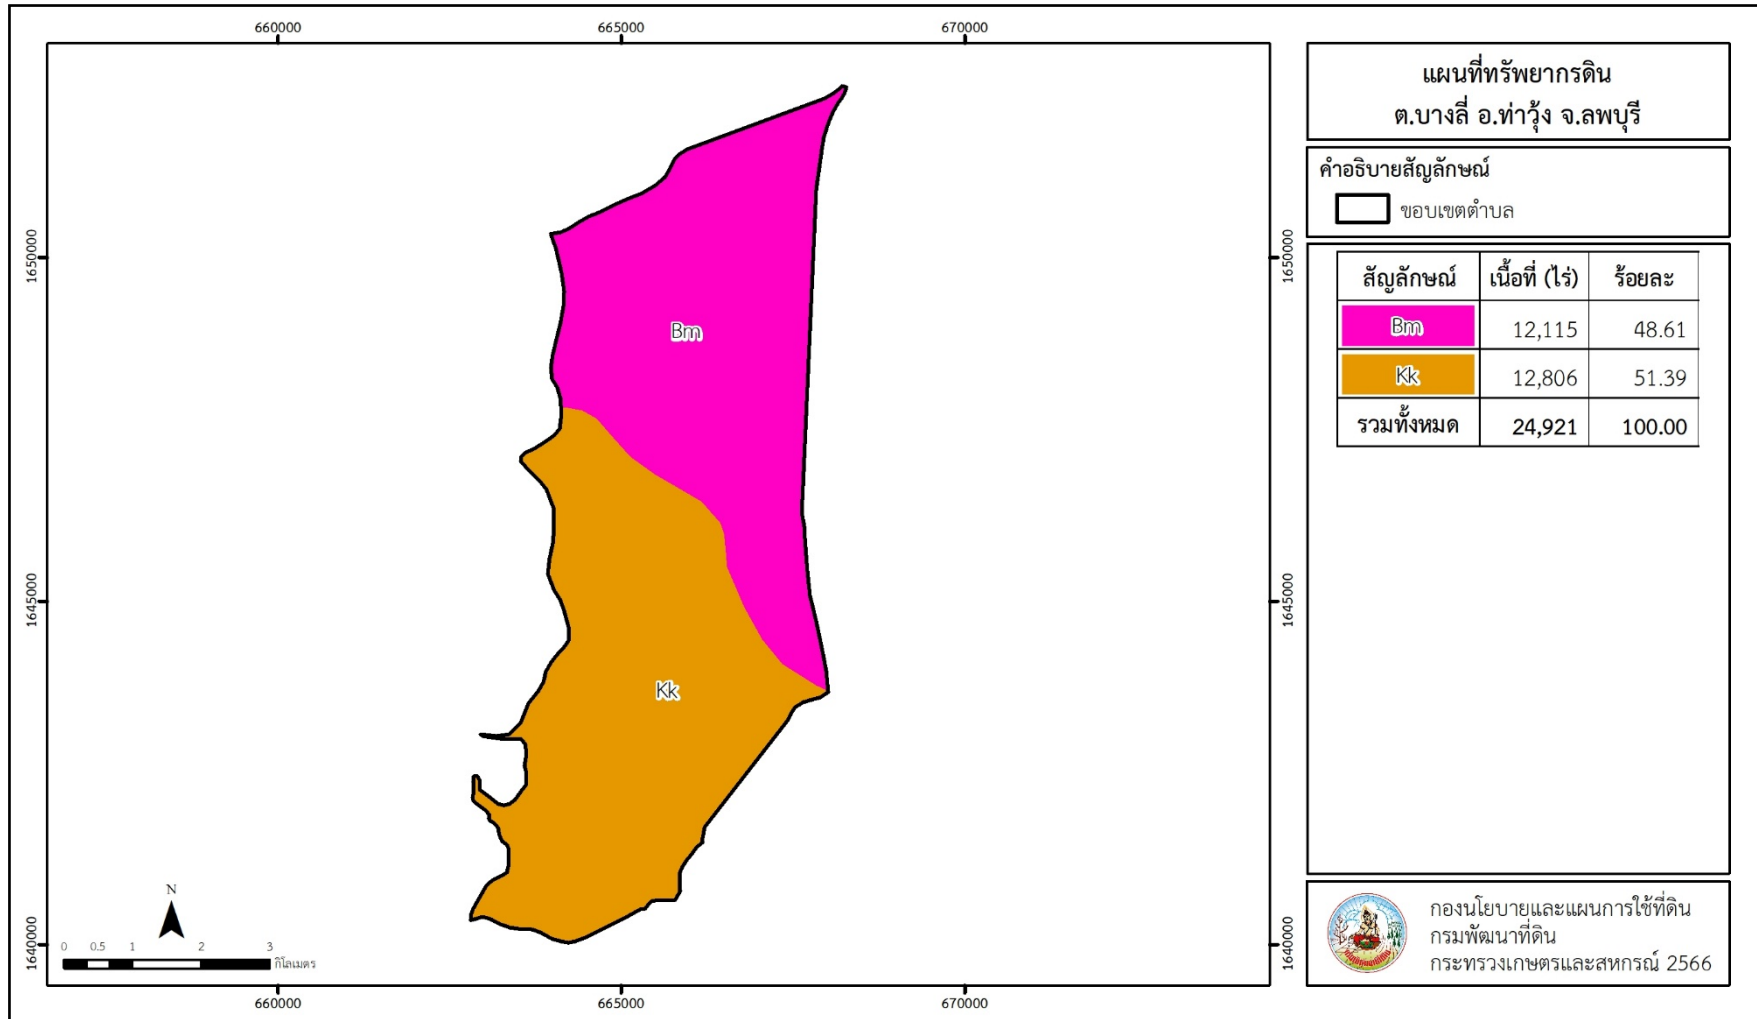 660000
665000
670000
1650000
1645000
1640000
1650000
1645000
1640000
Bm
Kk
N
0 0.5 1 2 3
กิโลเมตร
660000
665000
670000
แผนที่ทรัพยากรดิน
ต.บางลี่ อ.ท่าวุ้ง จ.ลพบุรี
คำอธิบายสัญลักษณ์
ขอบเขตตำบล
สัญลักษณ์ เนื้อที่ (ไร่) ร้อยละ
Bm 12,115 48.61
Kk 12,806 51.39
รวมทั้งหมด 24,921 100.00
กองนโยบายและแผนการใช้ที่ดิน
กรมพัฒนาที่ดิน
กระทรวงเกษตรและสหกรณ์ 2566